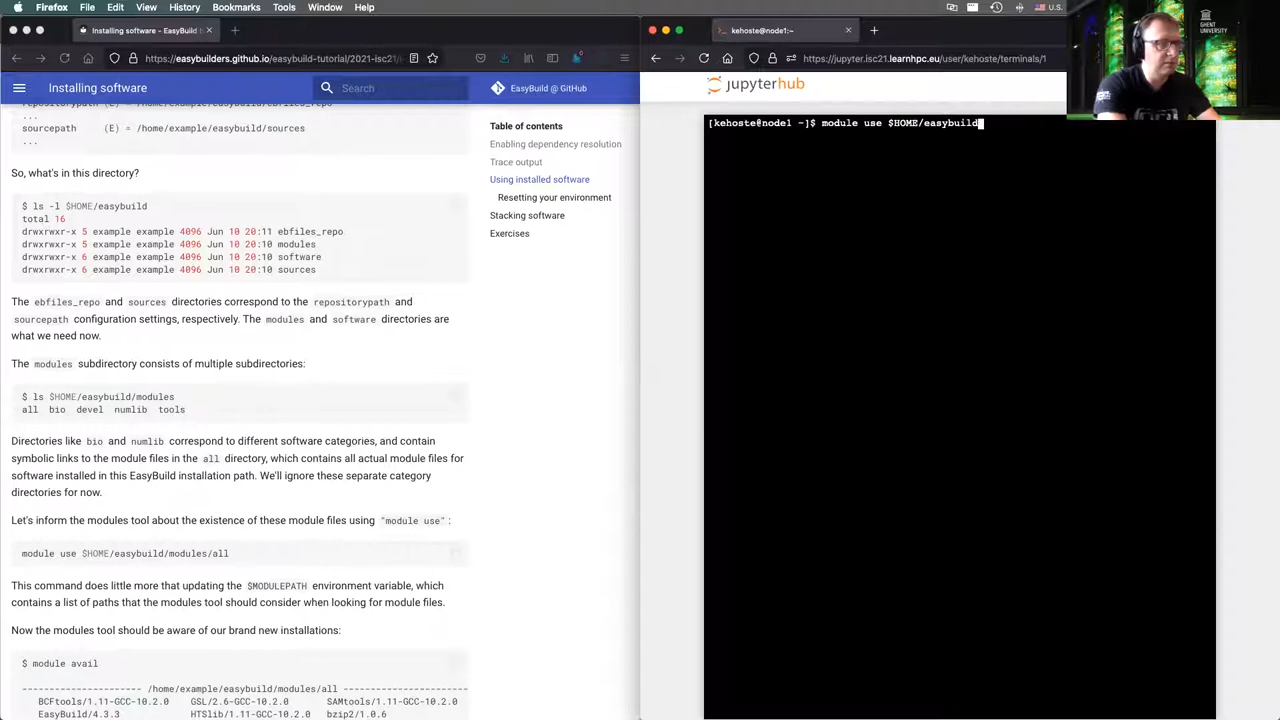 Firefox File Edit View History Bookmarks Tools Window Help
U.S.
Installing software - EasyBuild t
https://easybuilders.github.io/easybuild-tutorial/2021-isc21/
Installing software
Search
EasyBuild @ GitHub
repositorypath (E) = /home/example/easybuild/ebfiles_repo
...
sourcepath (E) = /home/example/easybuild/sources
...
So, what's in this directory?
$ ls -l $HOME/easybuild
total 16
drwxrwxr-x 5 example example 4096 Jun 10 20:11 ebfiles_repo
drwxrwxr-x 5 example example 4096 Jun 10 20:10 modules
drwxrwxr-x 6 example example 4096 Jun 10 20:10 software
drwxrwxr-x 6 example example 4096 Jun 10 20:10 sources
The ebfiles_repo and sources directories correspond to the repositorypath and
sourcepath configuration settings, respectively. The modules and software directories are
what we need now.
The modules subdirectory consists of multiple subdirectories:
$ ls $HOME/easybuild/modules
all bio devel numlib tools
Directories like bio and numlib correspond to different software categories, and contain
symbolic links to the module files in the all directory, which contains all actual module files for
software installed in this EasyBuild installation path. We'll ignore these separate category
directories for now.
Let's inform the modules tool about the existence of these module files using "module use":
module use $HOME/easybuild/modules/all
This command does little more that updating the $MODULEPATH environment variable, which
contains a list of paths that the modules tool should consider when looking for module files.
Now the modules tool should be aware of our brand new installations:
$ module avail
---------------------- /home/example/easybuild/modules/all -----------------------
BCFtools/1.11-GCC-10.2.0 GSL/2.6-GCC-10.2.0 SAMtools/1.11-GCC-10.2.0
EasyBuild/4.3.3 HTSlib/1.11-GCC-10.2.0 bzip2/1.0.6
Table of contents
Enabling dependency resolution
Trace output
Using installed software
Resetting your environment
Stacking software
Exercises
kehoste@node1:~
https://jupyter.isc21.learnhpc.eu/user/kehoste/terminals/1
jupyterhub
[kehoste@node1 ~]$ module use $HOME/easybuild
GHENT
UNIVERSITY